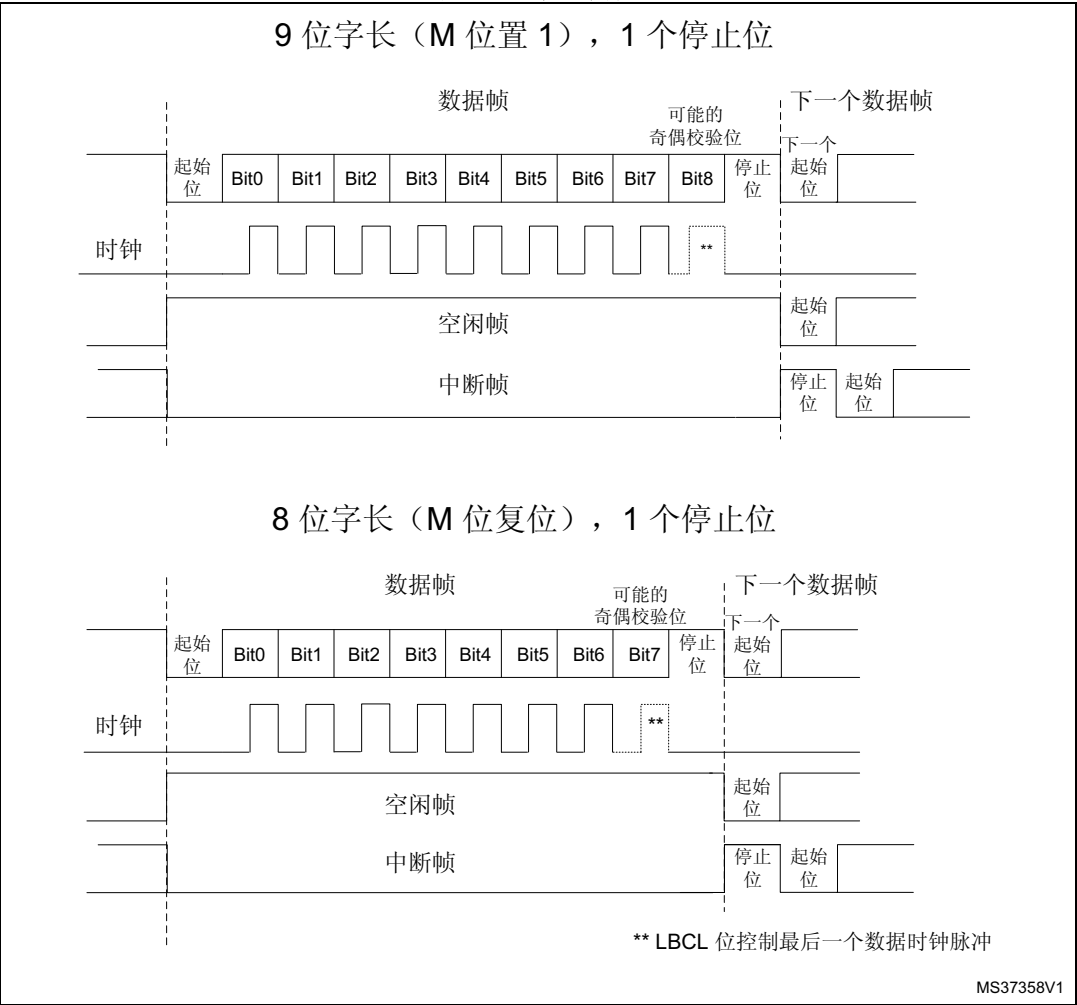 9 位字长（M 位置 1），1 个停止位
数据帧
下一个数据帧
可能的
奇偶校验位
下一个
起始
位
Bit0
Bit1
Bit2
Bit3
Bit4
Bit5
Bit6
Bit7
Bit8
停止
位
起始
位
时钟
**
空闲帧
起始
位
中断帧
停止
位
起始
位
8 位字长（M 位复位），1 个停止位
数据帧
下一个数据帧
可能的
奇偶校验位
下一个
起始
位
Bit0
Bit1
Bit2
Bit3
Bit4
Bit5
Bit6
Bit7
停止
位
起始
位
时钟
**
空闲帧
起始
位
中断帧
停止
位
起始
位
** LBCL 位控制最后一个数据时钟脉冲
MS37358V1